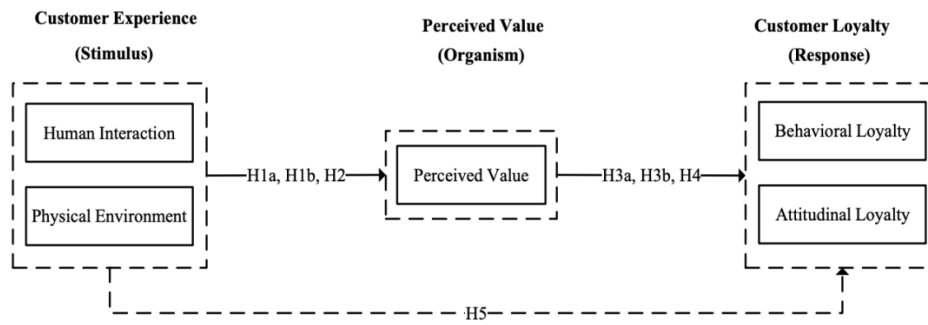 Customer Experience
(Stimulus)
Perceived Value
(Organism)
Customer Loyalty
(Response)
Human Interaction
Physical Environment
H1a, H1b, H2
Perceived Value
H3a, H3b, H4
Behavioral Loyalty
Attitudinal Loyalty
H5